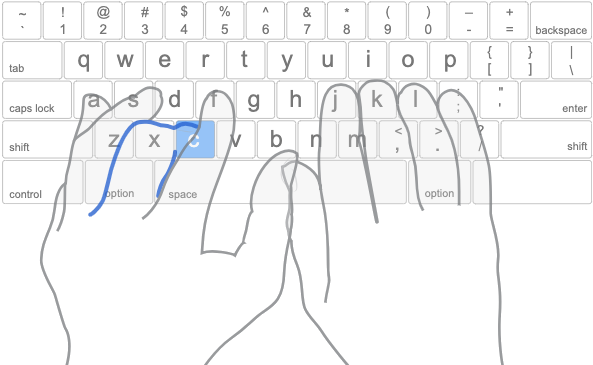 ~ ! @ # $ % ^ & * ( ) – +
` 1 2 3 4 5 6 7 8 9 0 - = backspace
tab q w e r t y u i o p { [ } ] | \
caps lock a s d f g h j k l : ; " ' enter
shift z x c v b n m < , > . ? / shift
control option space option